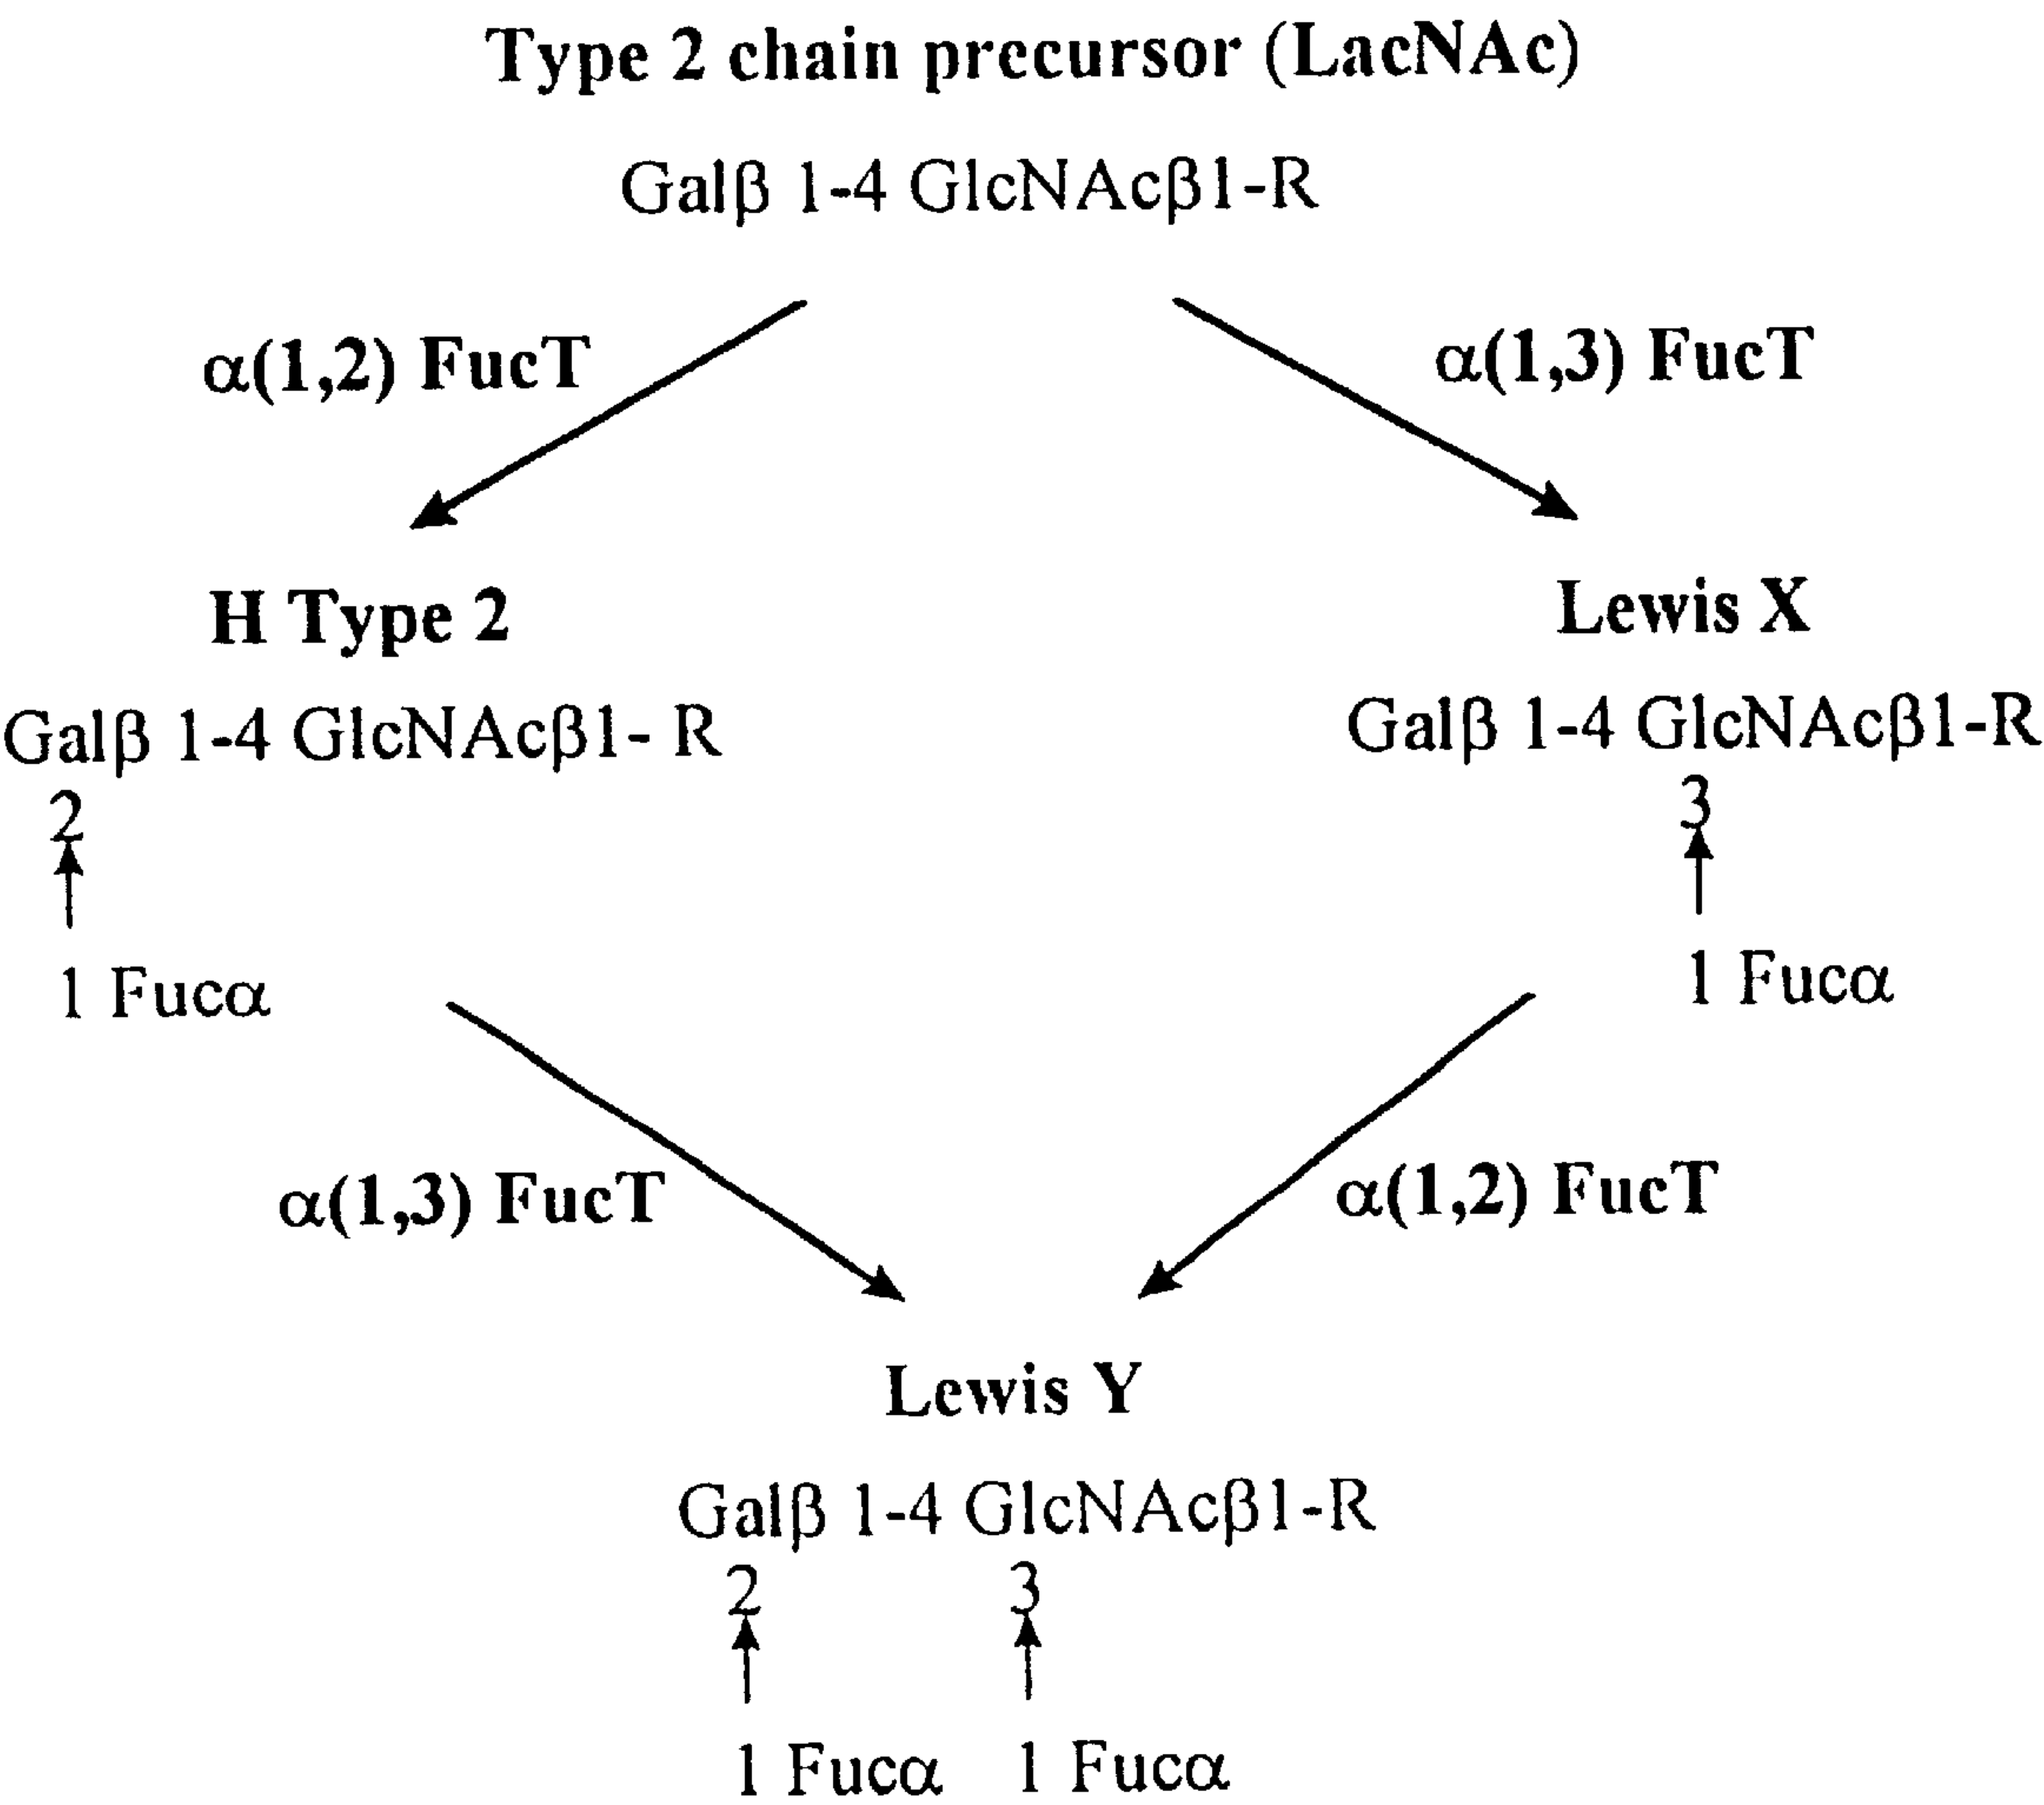 Type 2 chain precursor (LacNAc)
Galβ 1-4 GlcNAcβ1-R
α(1,2) FucT
α(1,3) FucT
H Type 2
Lewis X
Galβ 1-4 GlcNAcβ1- R
Galβ 1-4 GlcNAcβ1-R
2
3
1 Fucα
1 Fucα
α(1,3) FucT
α(1,2) FucT
Lewis Y
Galβ 1-4 GlcNAcβ1-R
2 3
1 Fucα 1 Fucα